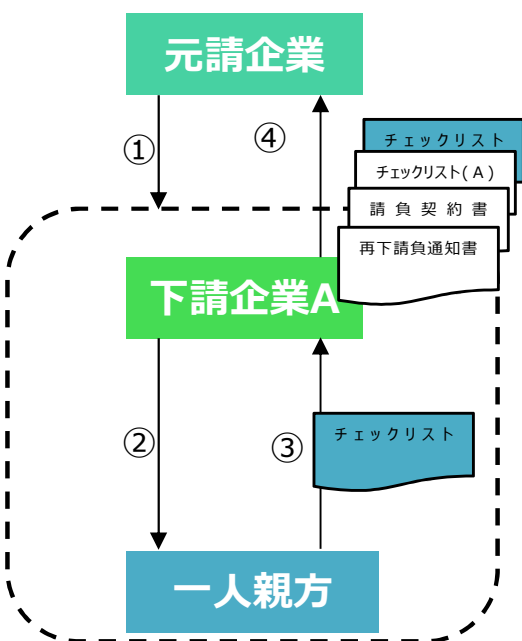 元請企業
①
④
チェックリスト
チェックリスト(A)
請負契約書
再下請負通知書
下請企業A
②
③
チェックリスト
一人親方